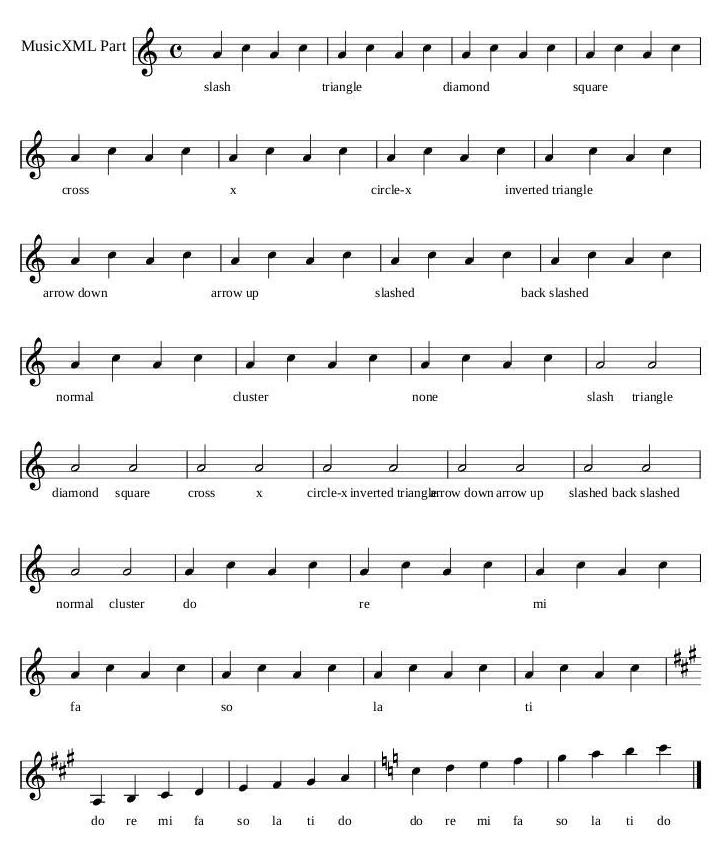 MusicXML Part
slash triangle diamond square
cross x circle-x inverted triangle
arrow down arrow up slashed back slashed
normal cluster none slash triangle
diamond square cross x circle-x inverted triangle arrow down arrow up slashed back slashed
normal cluster do re mi
fa so la ti
do re mi fa so la ti do do re mi fa so la ti do